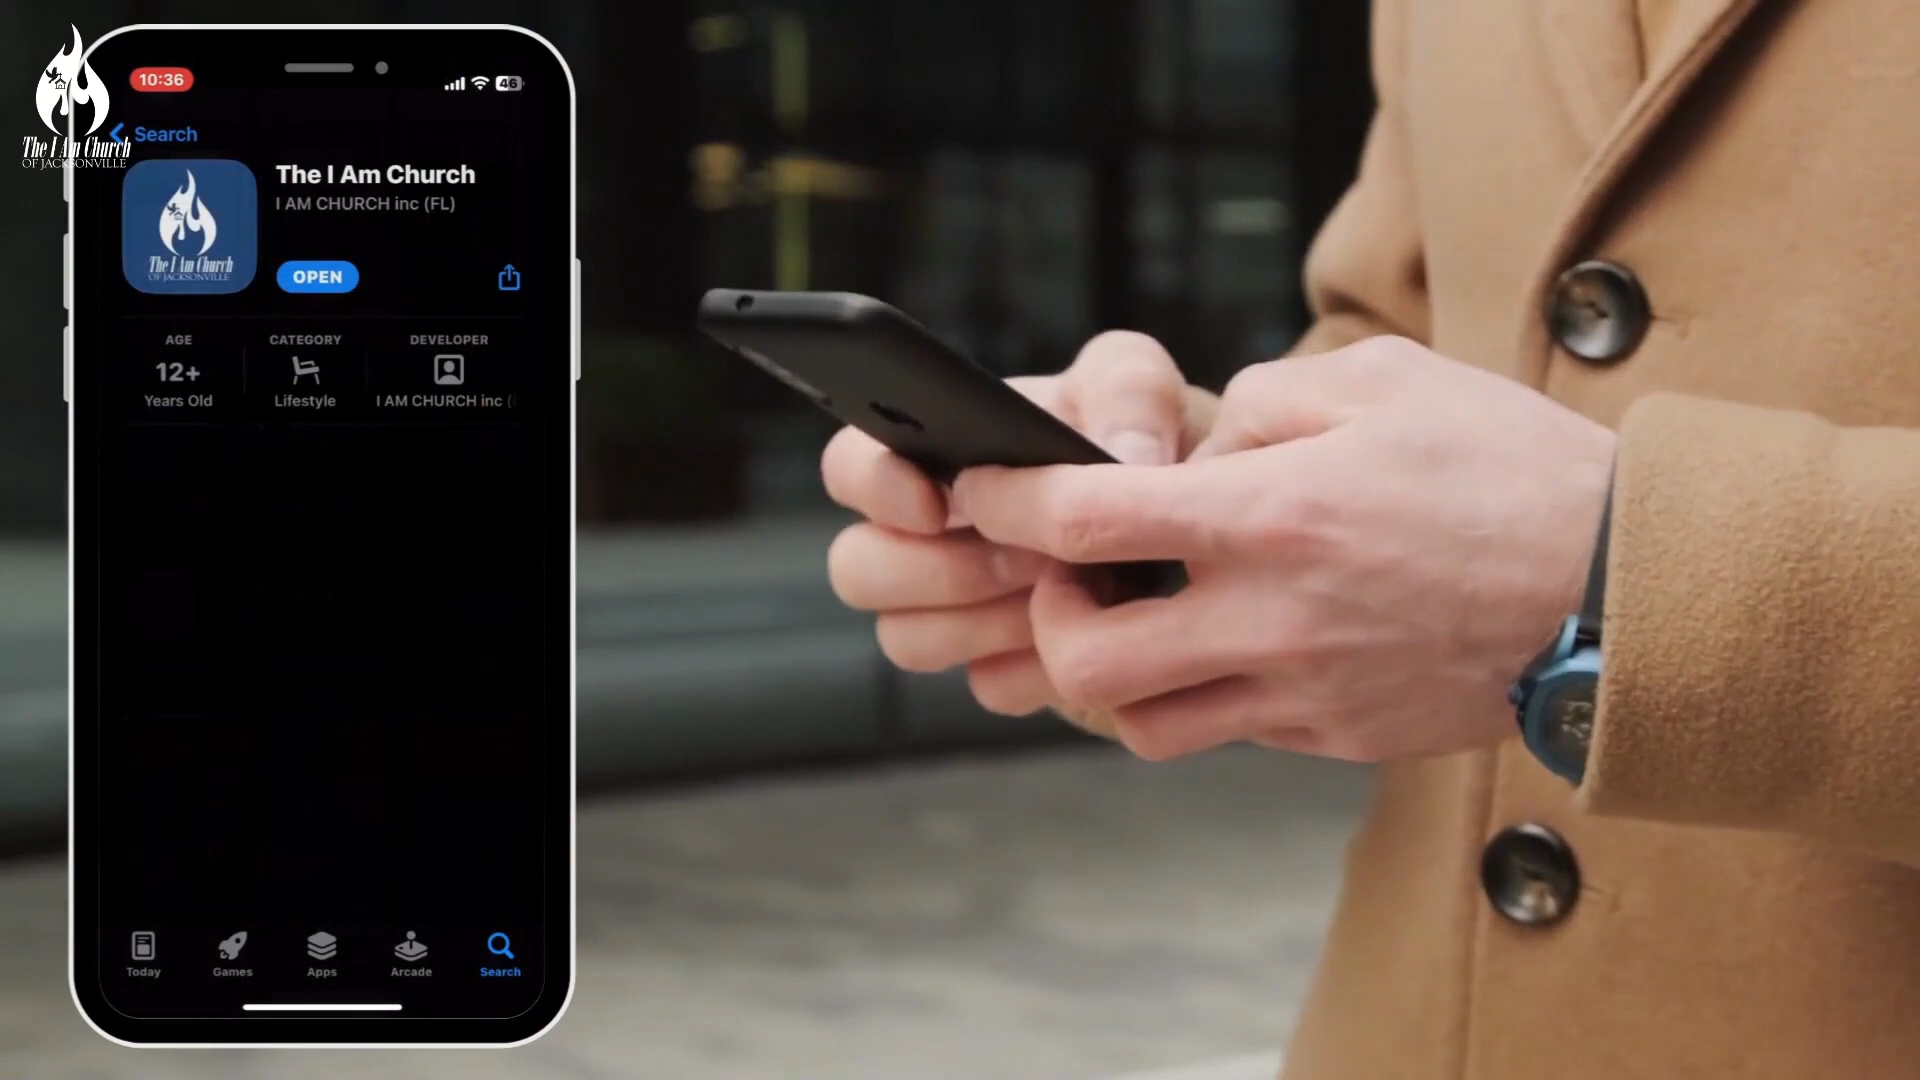 The I Am Church
OF JACKSONVILLE
10:36
46
Search
The I Am Church
OF JACKSONVILLE
The I Am Church
I AM CHURCH inc (FL)
OPEN
AGE
12+
Years Old
CATEGORY
Lifestyle
DEVELOPER
I AM CHURCH inc (
Today
Games
Apps
Arcade
Search